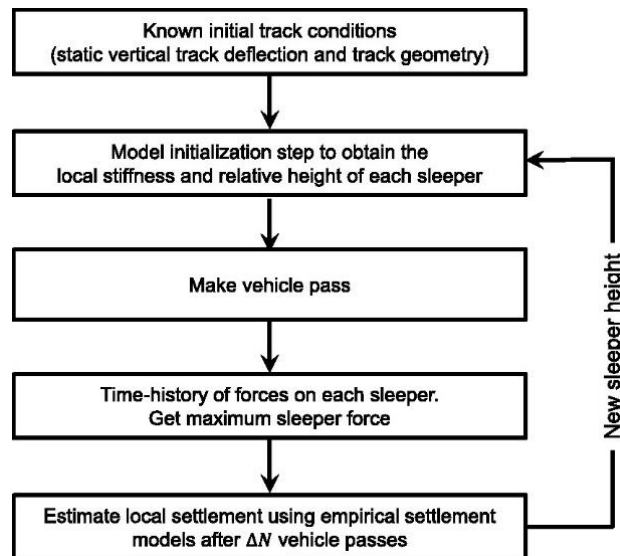 Known initial track conditions
(static vertical track deflection and track geometry)
Model initialization step to obtain the
local stiffness and relative height of each sleeper
Make vehicle pass
Time-history of forces on each sleeper.
Get maximum sleeper force
Estimate local settlement using empirical settlement
models after ΔN vehicle passes
New sleeper height